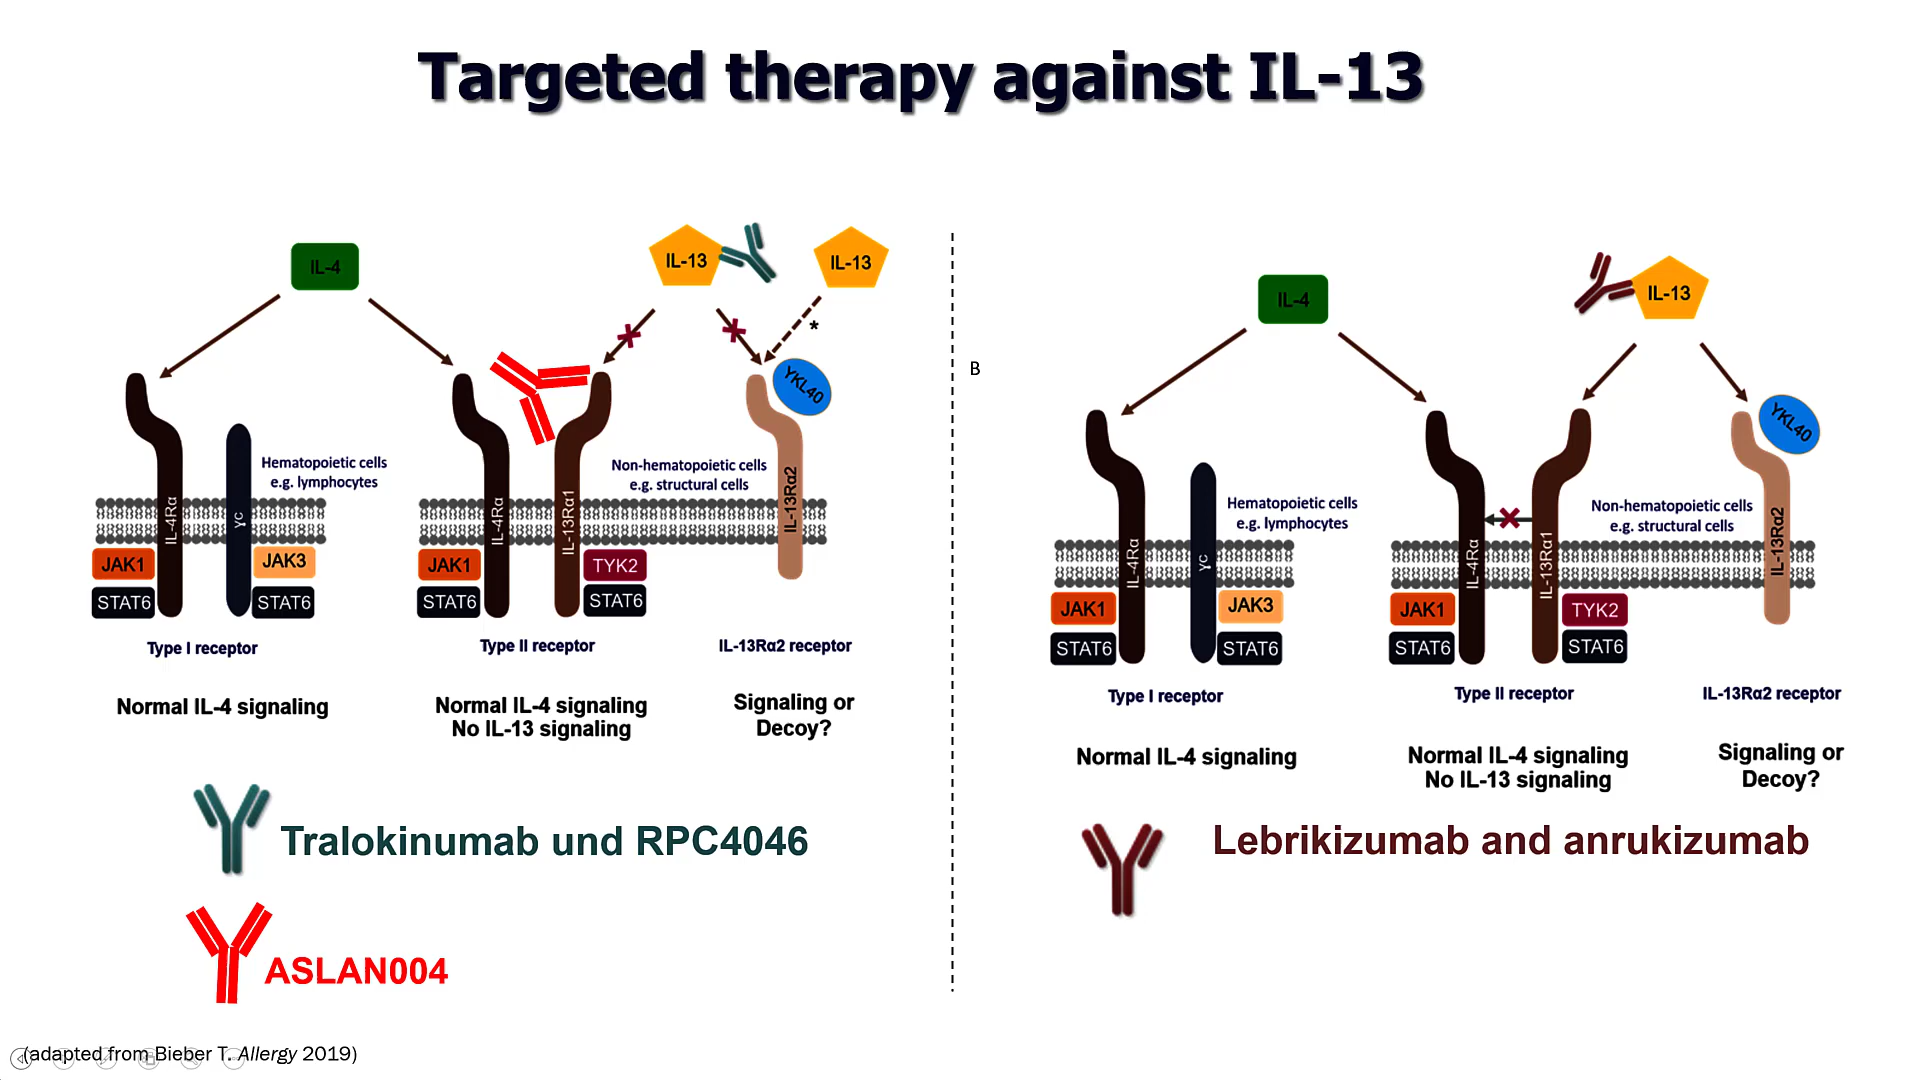 Targeted therapy against IL-13
IL-4
IL-13
IL-13
*
YKL40
Hematopoietic cells
e.g. lymphocytes
Non-hematopoietic cells
e.g. structural cells
IL-4Rα
γc
IL-4Rα
IL-13Rα1
IL-13Rα2
JAK1
JAK3
JAK1
TYK2
STAT6
STAT6
STAT6
STAT6
Type I receptor
Type II receptor
IL-13Rα2 receptor
Normal IL-4 signaling
Normal IL-4 signaling
No IL-13 signaling
Signaling or
Decoy?
Tralokinumab und RPC4046
ASLAN004
B
IL-4
IL-13
YKL40
Hematopoietic cells
e.g. lymphocytes
Non-hematopoietic cells
e.g. structural cells
IL-4Rα
γc
IL-4Rα
IL-13Rα1
IL-13Rα2
JAK1
JAK3
JAK1
TYK2
STAT6
STAT6
STAT6
STAT6
Type I receptor
Type II receptor
IL-13Rα2 receptor
Normal IL-4 signaling
Normal IL-4 signaling
No IL-13 signaling
Signaling or
Decoy?
Lebrikizumab and anrukizumab
(adapted from Bieber T. Allergy 2019)